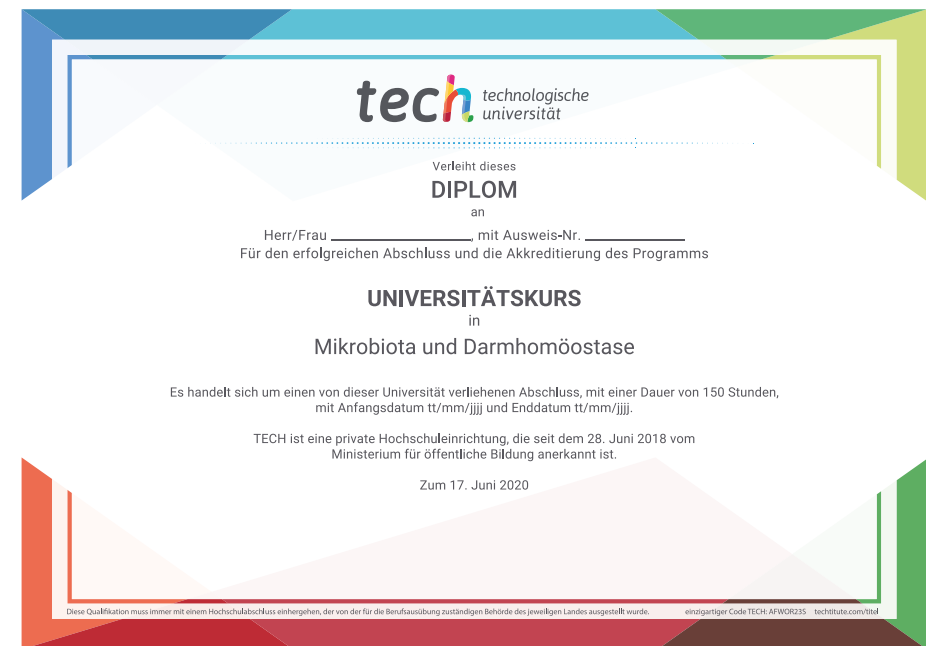 tech technologische
universität
Verleiht dieses
DIPLOM
an
Herr/Frau ____________, mit Ausweis-Nr. ____________
Für den erfolgreichen Abschluss und die Akkreditierung des Programms
UNIVERSITÄTSKURS
in
Mikrobiota und Darmhomöostase
Es handelt sich um einen von dieser Universität verliehenen Abschluss, mit einer Dauer von 150 Stunden,
mit Anfangsdatum tt/mm/jjjj und Enddatum tt/mm/jjjj.
TECH ist eine private Hochschuleinrichtung, die seit dem 28. Juni 2018 vom
Ministerium für öffentliche Bildung anerkannt ist.
Zum 17. Juni 2020
Diese Qualifikation muss immer mit einem Hochschulabschluss einhergehen, der von der für die Berufsausübung zuständigen Behörde des jeweiligen Landes ausgestellt wurde. einzigartiger Code TECH: AFWOR23S techtitute.com/titel